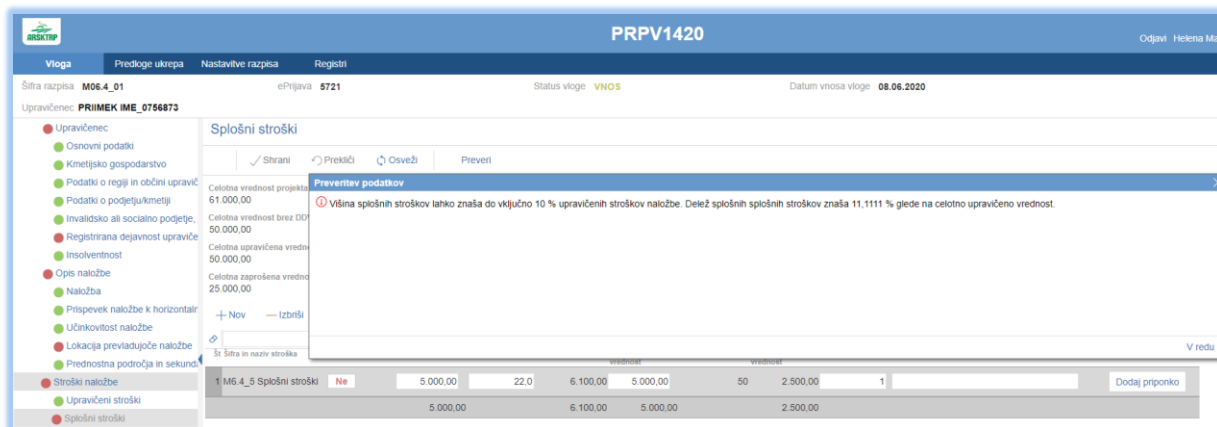 ARSKTRP
PRPV1420
Odjavi Helena Ma
Vloga Predloge ukrepa Nastavitve razpisa Registri
Šifra razpisa M06.4_01 ePrijava 5721 Status vloge VNOS Datum vnosa vloge 08.06.2020
Upravičenec PRIIMEK IME_0756873
Upravičenec
Osnovni podatki
Kmetijsko gospodarstvo
Podatki o regiji in občini upravič
Podatki o podjetju/kmetiji
Invalidsko ali socialno podjetje,
Registrirana dejavnost upraviče
Insolventnost
Opis naložbe
Naložba
Prispevek naložbe k horizontaln
Učinkovitost naložbe
Lokacija prevladujoče naložbe
Prednostna področja in sekund
Stroški naložbe
Upravičeni stroški
Splošni stroški
Splošni stroški
Shrani Prekliči Osveži Preveri
Celotna vrednost projekta
61.000,00
Celotna vrednost brez DDV
50.000,00
Celotna upravičena vredn
50.000,00
Celotna zaprošena vredno
25.000,00
Nov Izbriši
Preveritev podatkov
Višina splošnih stroškov lahko znaša do vključno 10 % upravičenih stroškov naložbe. Delež splošnih splošnih stroškov znaša 11,1111 % glede na celotno upravičeno vrednost.
V redu
Št Šifra in naziv stroška vrednost vrednost
1 M6.4_5 Splošni stroški Ne 5.000,00 22,0 6.100,00 5.000,00 50 2.500,00 1 Dodaj priponko
5.000,00 6.100,00 5.000,00 2.500,00